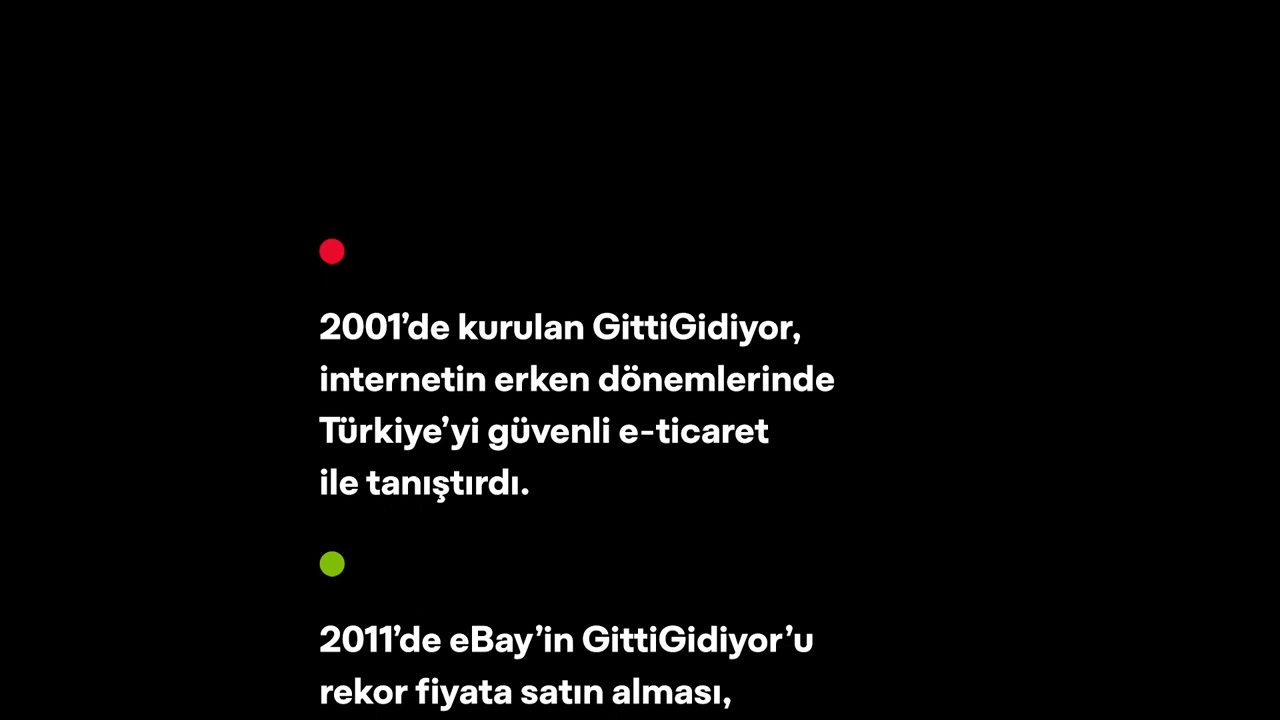 2001’de kurulan GittiGidiyor,
internetin erken dönemlerinde
Türkiye’yi güvenli e-ticaret
ile tanıştırdı.
2011’de eBay’in GittiGidiyor’u
rekor fiyata satın alması,